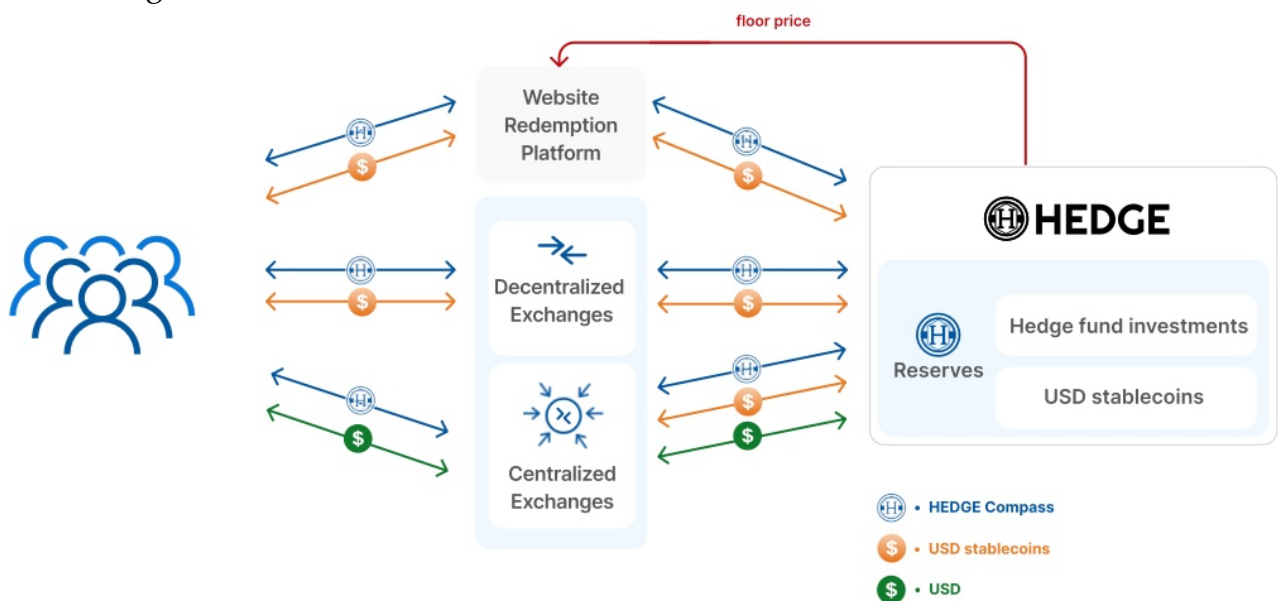 floor price
Website
Redemption
Platform
HEDGE
Decentralized
Exchanges
Hedge fund investments
Reserves
USD stablecoins
Centralized
Exchanges
• HEDGE Compass
$ • USD stablecoins
$ • USD